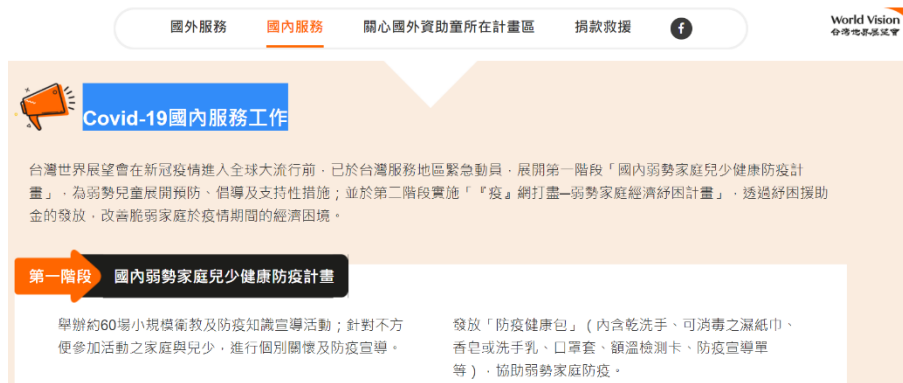 國外服務 國內服務 關心國外資助童所在計畫區 捐款救援 f
World Vision
台灣世界展望會
Covid-19國內服務工作
台灣世界展望會在新冠疫情進入全球大流行前，已於台灣服務地區緊急動員，展開第一階段「國內弱勢家庭兒少健康防疫計
畫」，為弱勢兒童展開預防、倡導及支持性措施；並於第二階段實施「『疫』網打盡─弱勢家庭經濟紓困計畫」，透過紓困援助
金的發放，改善脆弱家庭於疫情期間的經濟困境。
第一階段 國內弱勢家庭兒少健康防疫計畫
舉辦約60場小規模衛教及防疫知識宣導活動；針對不方
便參加活動之家庭與兒少，進行個別關懷及防疫宣導。
發放「防疫健康包」（內含乾洗手、可消毒之濕紙巾、
香皂或洗手乳、口罩套、額溫檢測卡、防疫宣導單
等），協助弱勢家庭防疫。